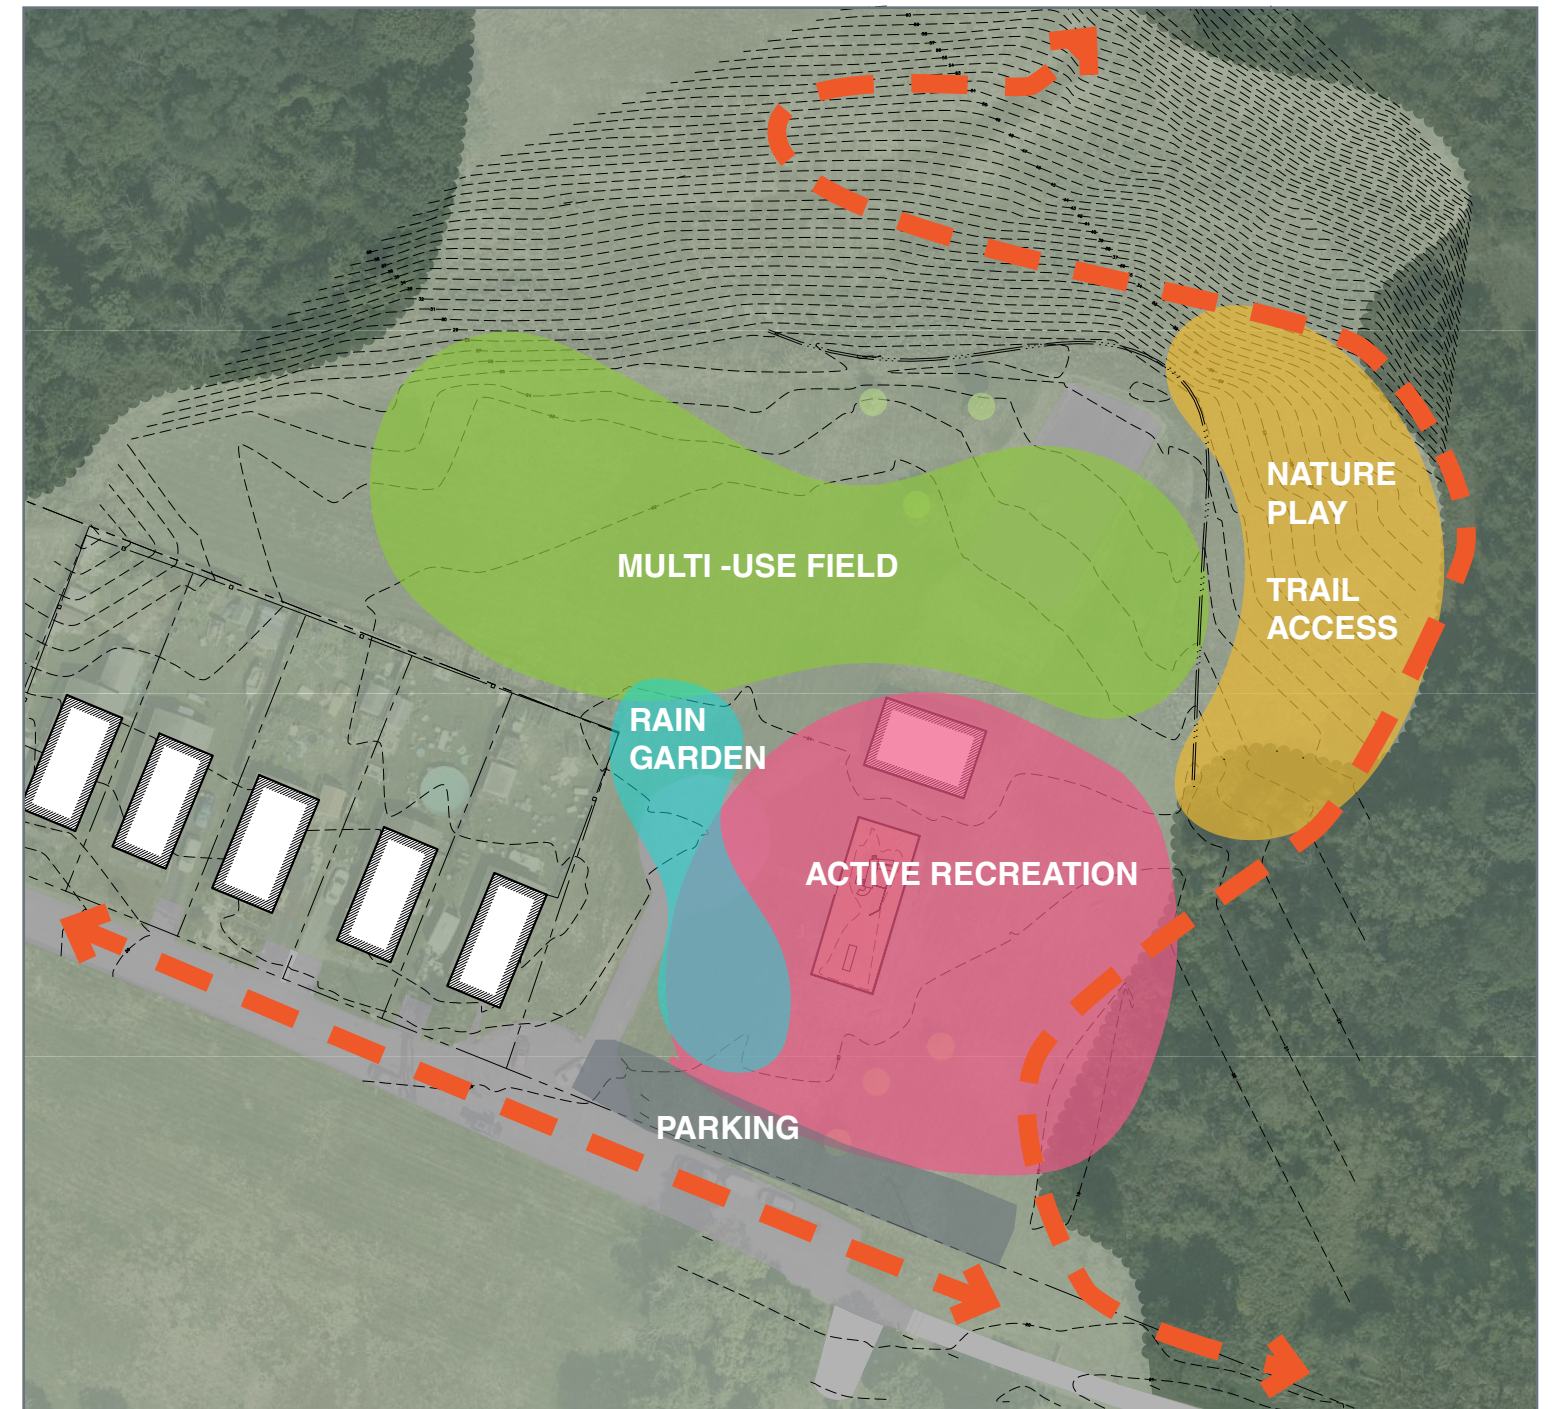 NATURE
PLAY
TRAIL
ACCESS
MULTI -USE FIELD
RAIN
GARDEN
ACTIVE RECREATION
PARKING